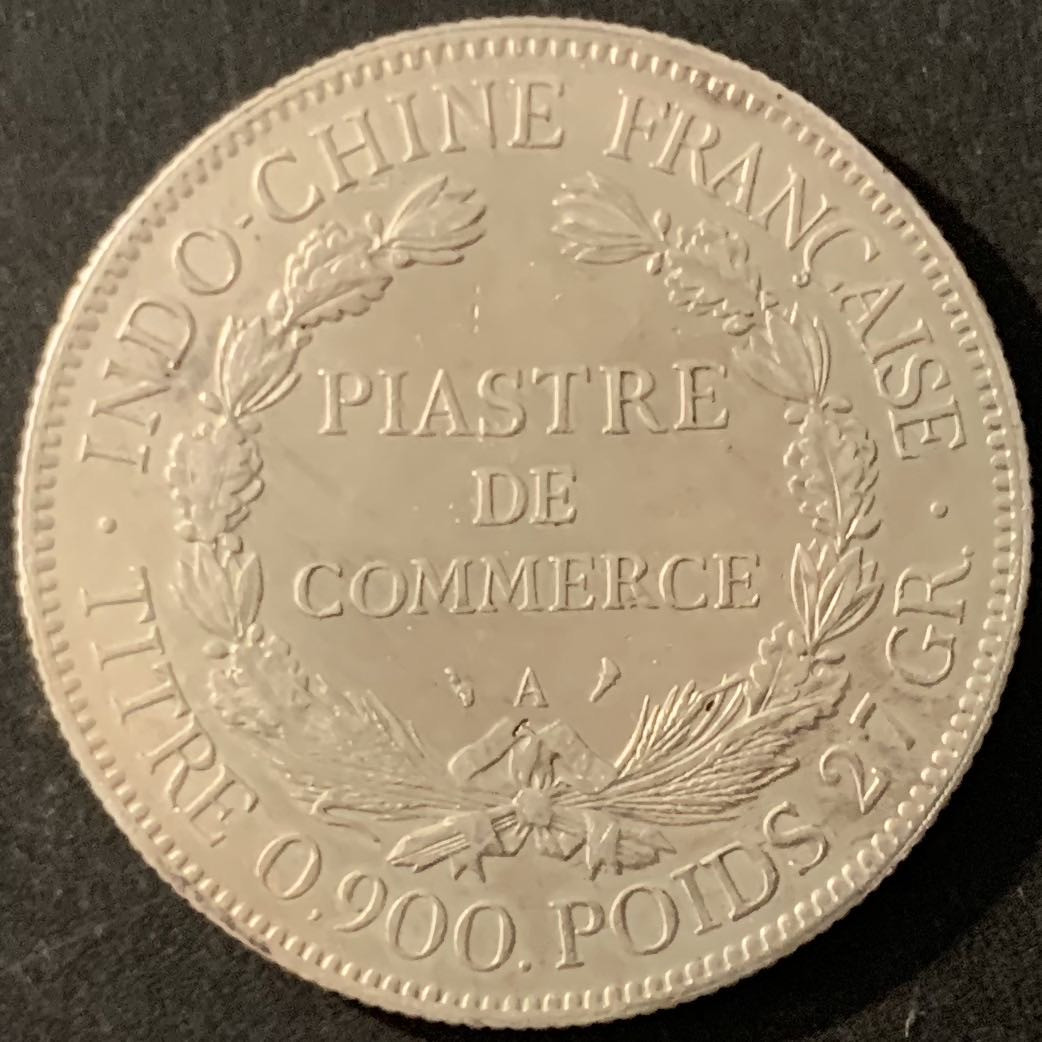 INDO-CHINE FRANÇAISE
PIASTRE
DE
COMMERCE
A
· TITRE 0.900. POIDS 27 GR. ·